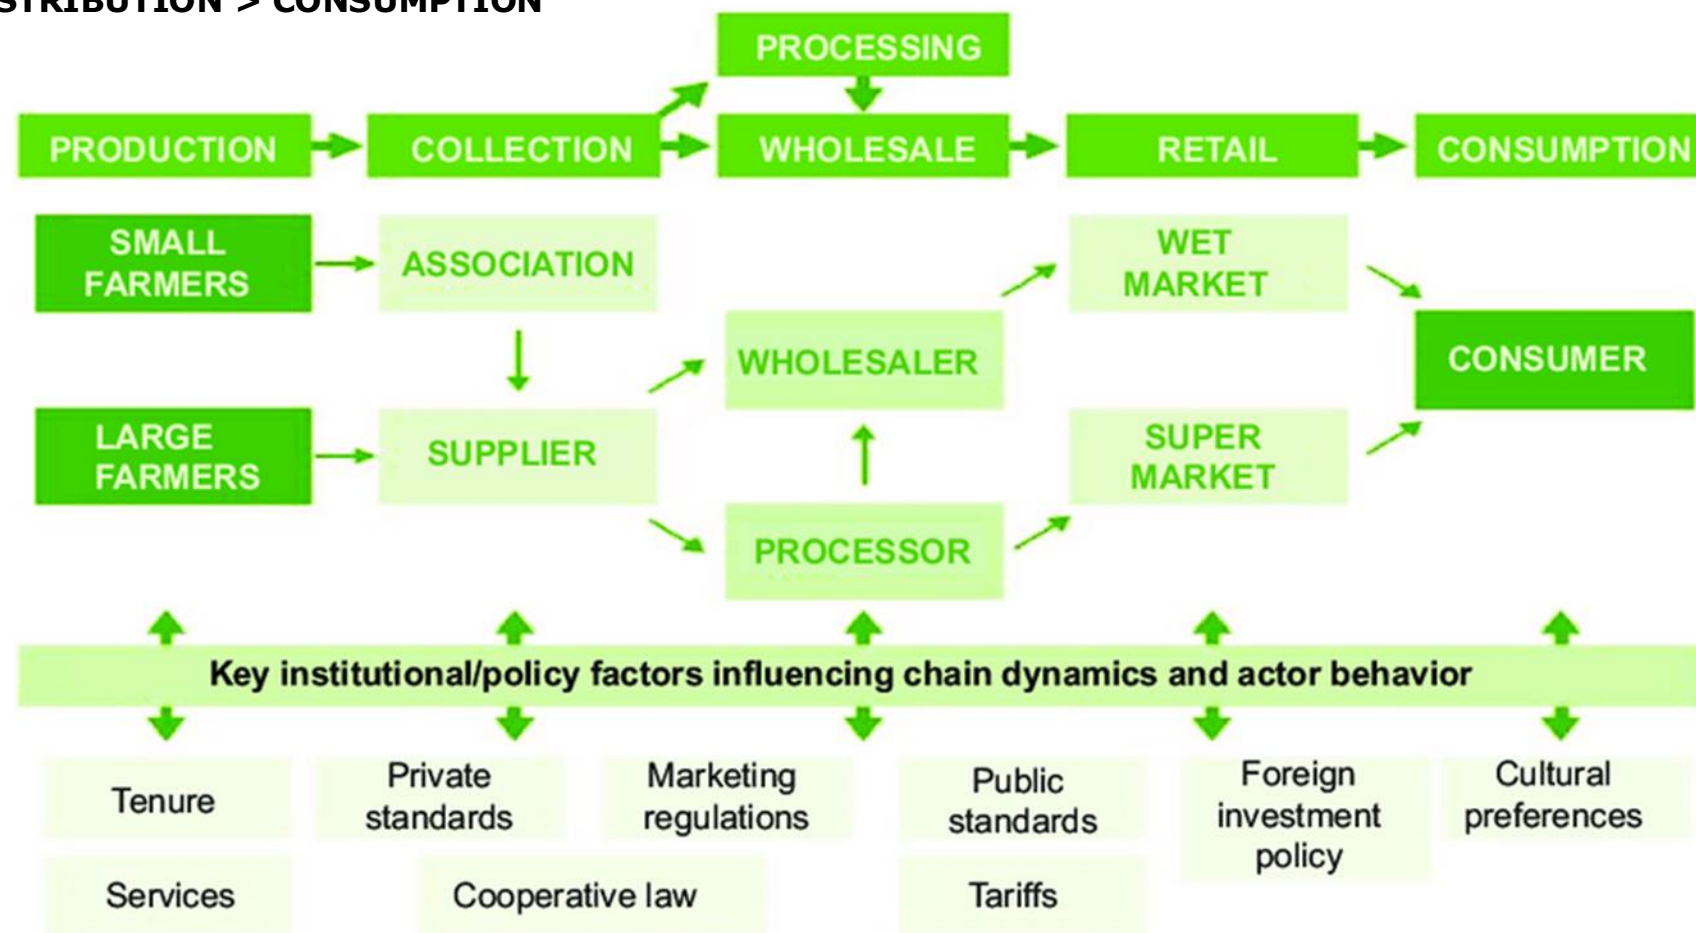 STRIBUTION > CONSUMPTION
PROCESSING
PRODUCTION
COLLECTION
WHOLESALE
RETAIL
CONSUMPTION
SMALL
FARMERS
ASSOCIATION
WET
MARKET
WHOLESALER
CONSUMER
LARGE
FARMERS
SUPPLIER
SUPER
MARKET
PROCESSOR
Key institutional/policy factors influencing chain dynamics and actor behavior
Tenure
Private
standards
Marketing
regulations
Public
standards
Foreign
investment
policy
Cultural
preferences
Services
Cooperative law
Tariffs